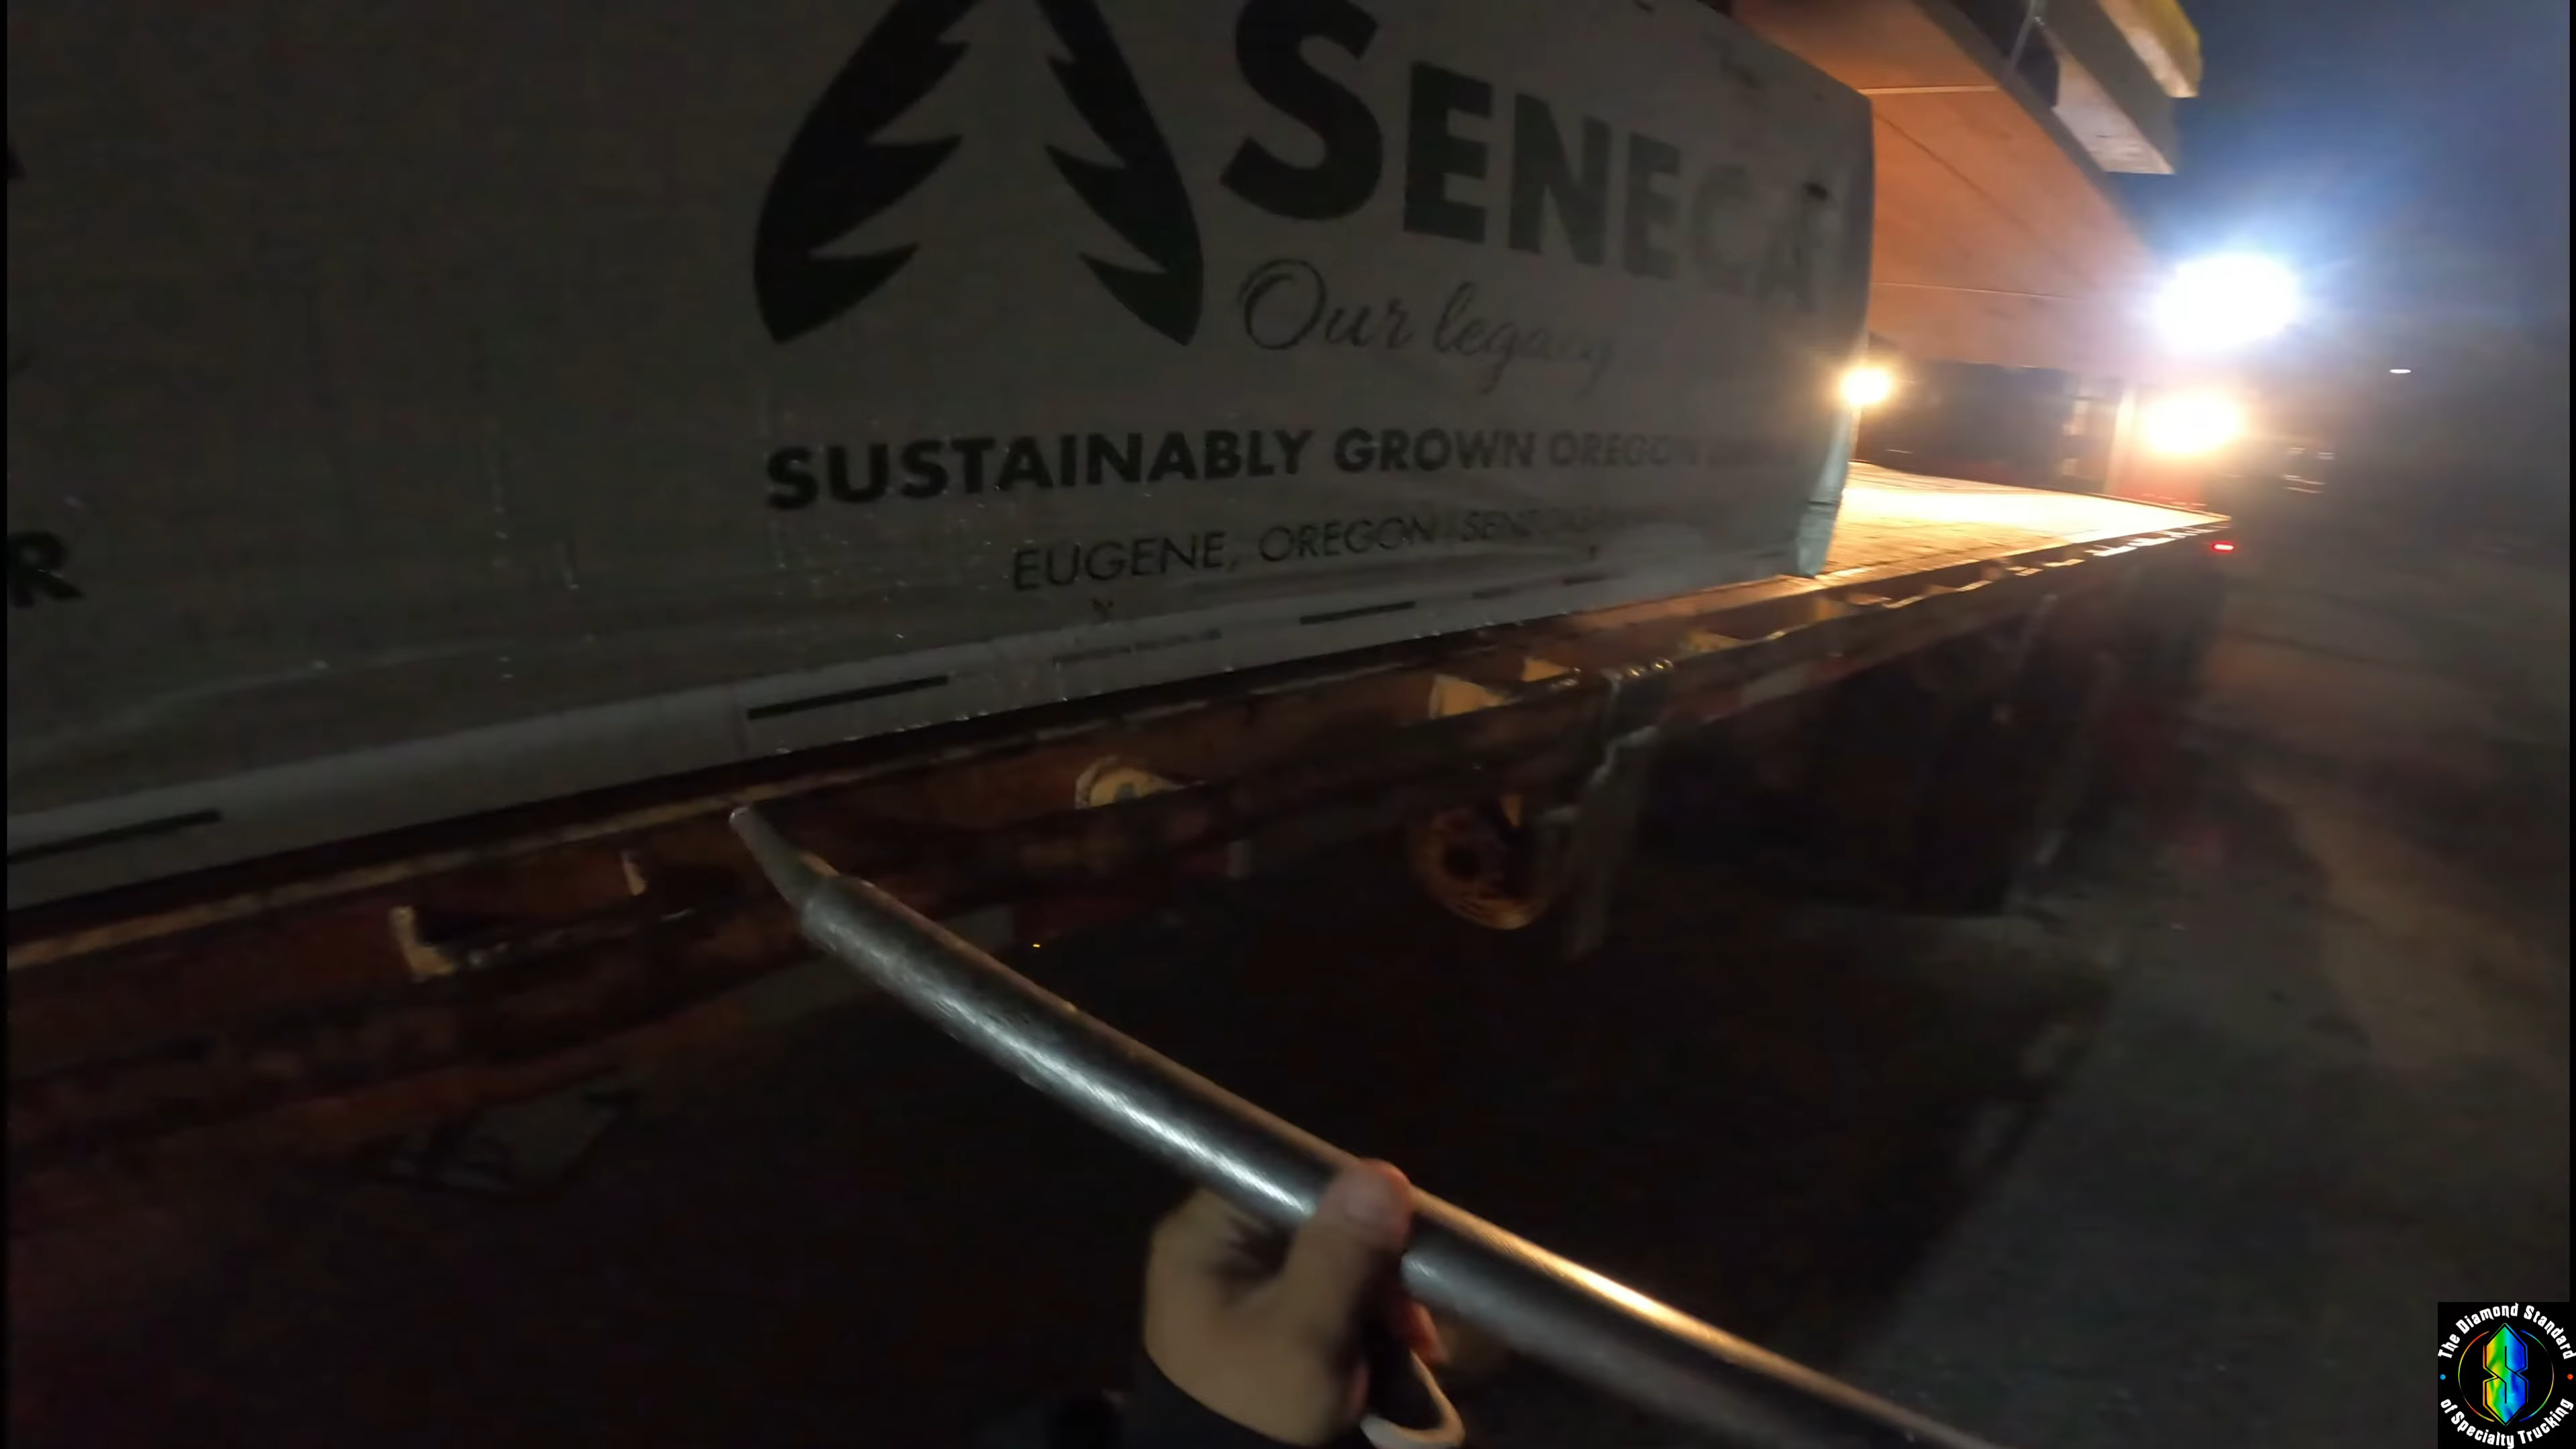 SENECA
Our legacy
SUSTAINABLY GROWN OREGON
EUGENE, OREGON
R
The Diamond Standard
of Specialty Trucking